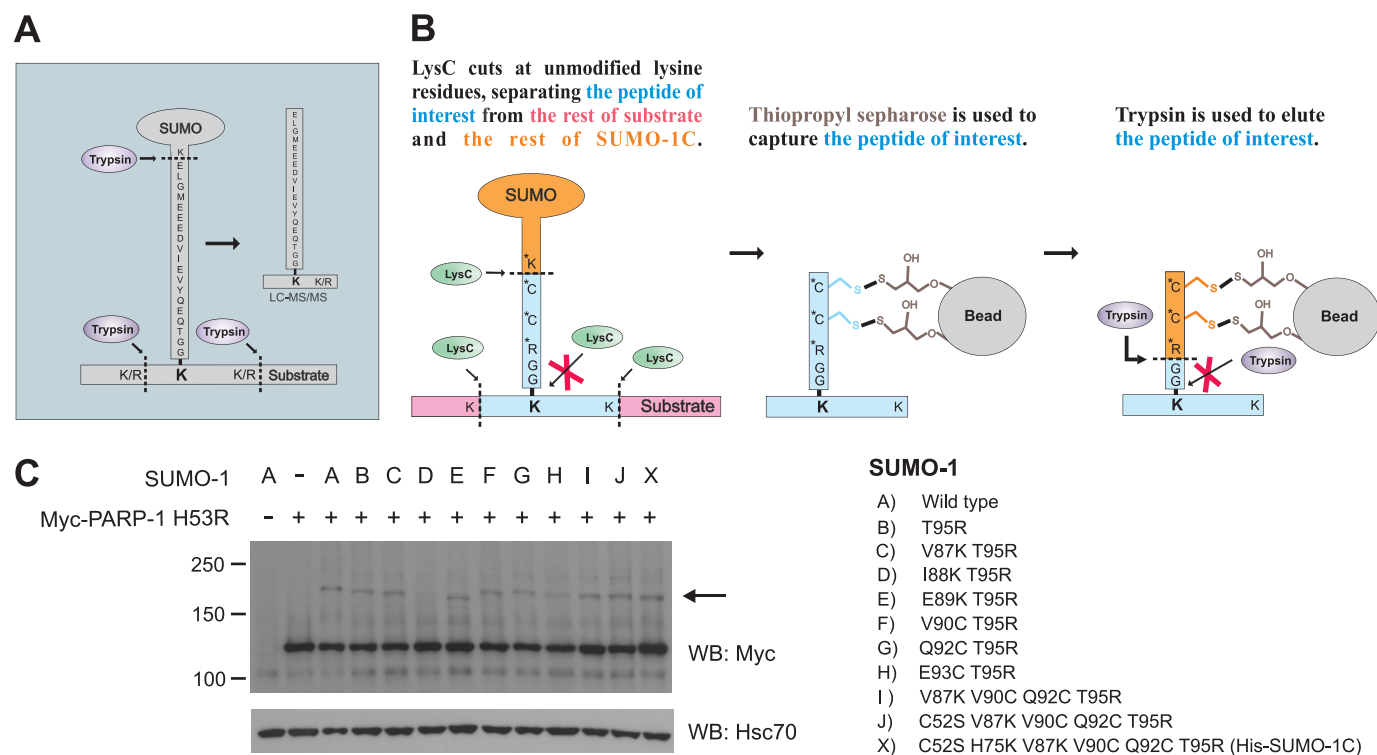 A
SUMO
Trypsin
K
E
L
G
M
E
E
E
D
V
I
E
V
Y
Q
E
Q
T
G
G
E
L
G
M
E
E
E
D
V
I
E
V
Y
Q
E
Q
T
G
G
K K/R
LC-MS/MS
Trypsin
Trypsin
K/R K K/R Substrate
B
LysC cuts at unmodified lysine
residues, separating the peptide of
interest from the rest of substrate
and the rest of SUMO-1C.
SUMO
LysC
*K
*C
*C
*R
G
G
LysC
LysC
LysC
K K K Substrate
Thiopropyl sepharose is used to
capture the peptide of interest.
*C S S OH O
*C S S OH O
*R
G
G
Bead
K K
Trypsin is used to elute
the peptide of interest.
*C S S OH O
*C S S OH O
*R
G
G
Bead
Trypsin
Trypsin
K K
C
SUMO-1 A - A B C D E F G H I J X
Myc-PARP-1 H53R - + + + + + + + + + + + +
250
150
100
WB: Myc
WB: Hsc70
SUMO-1
A) Wild type
B) T95R
C) V87K T95R
D) I88K T95R
E) E89K T95R
F) V90C T95R
G) Q92C T95R
H) E93C T95R
I) V87K V90C Q92C T95R
J) C52S V87K V90C Q92C T95R
X) C52S H75K V87K V90C Q92C T95R (His-SUMO-1C)